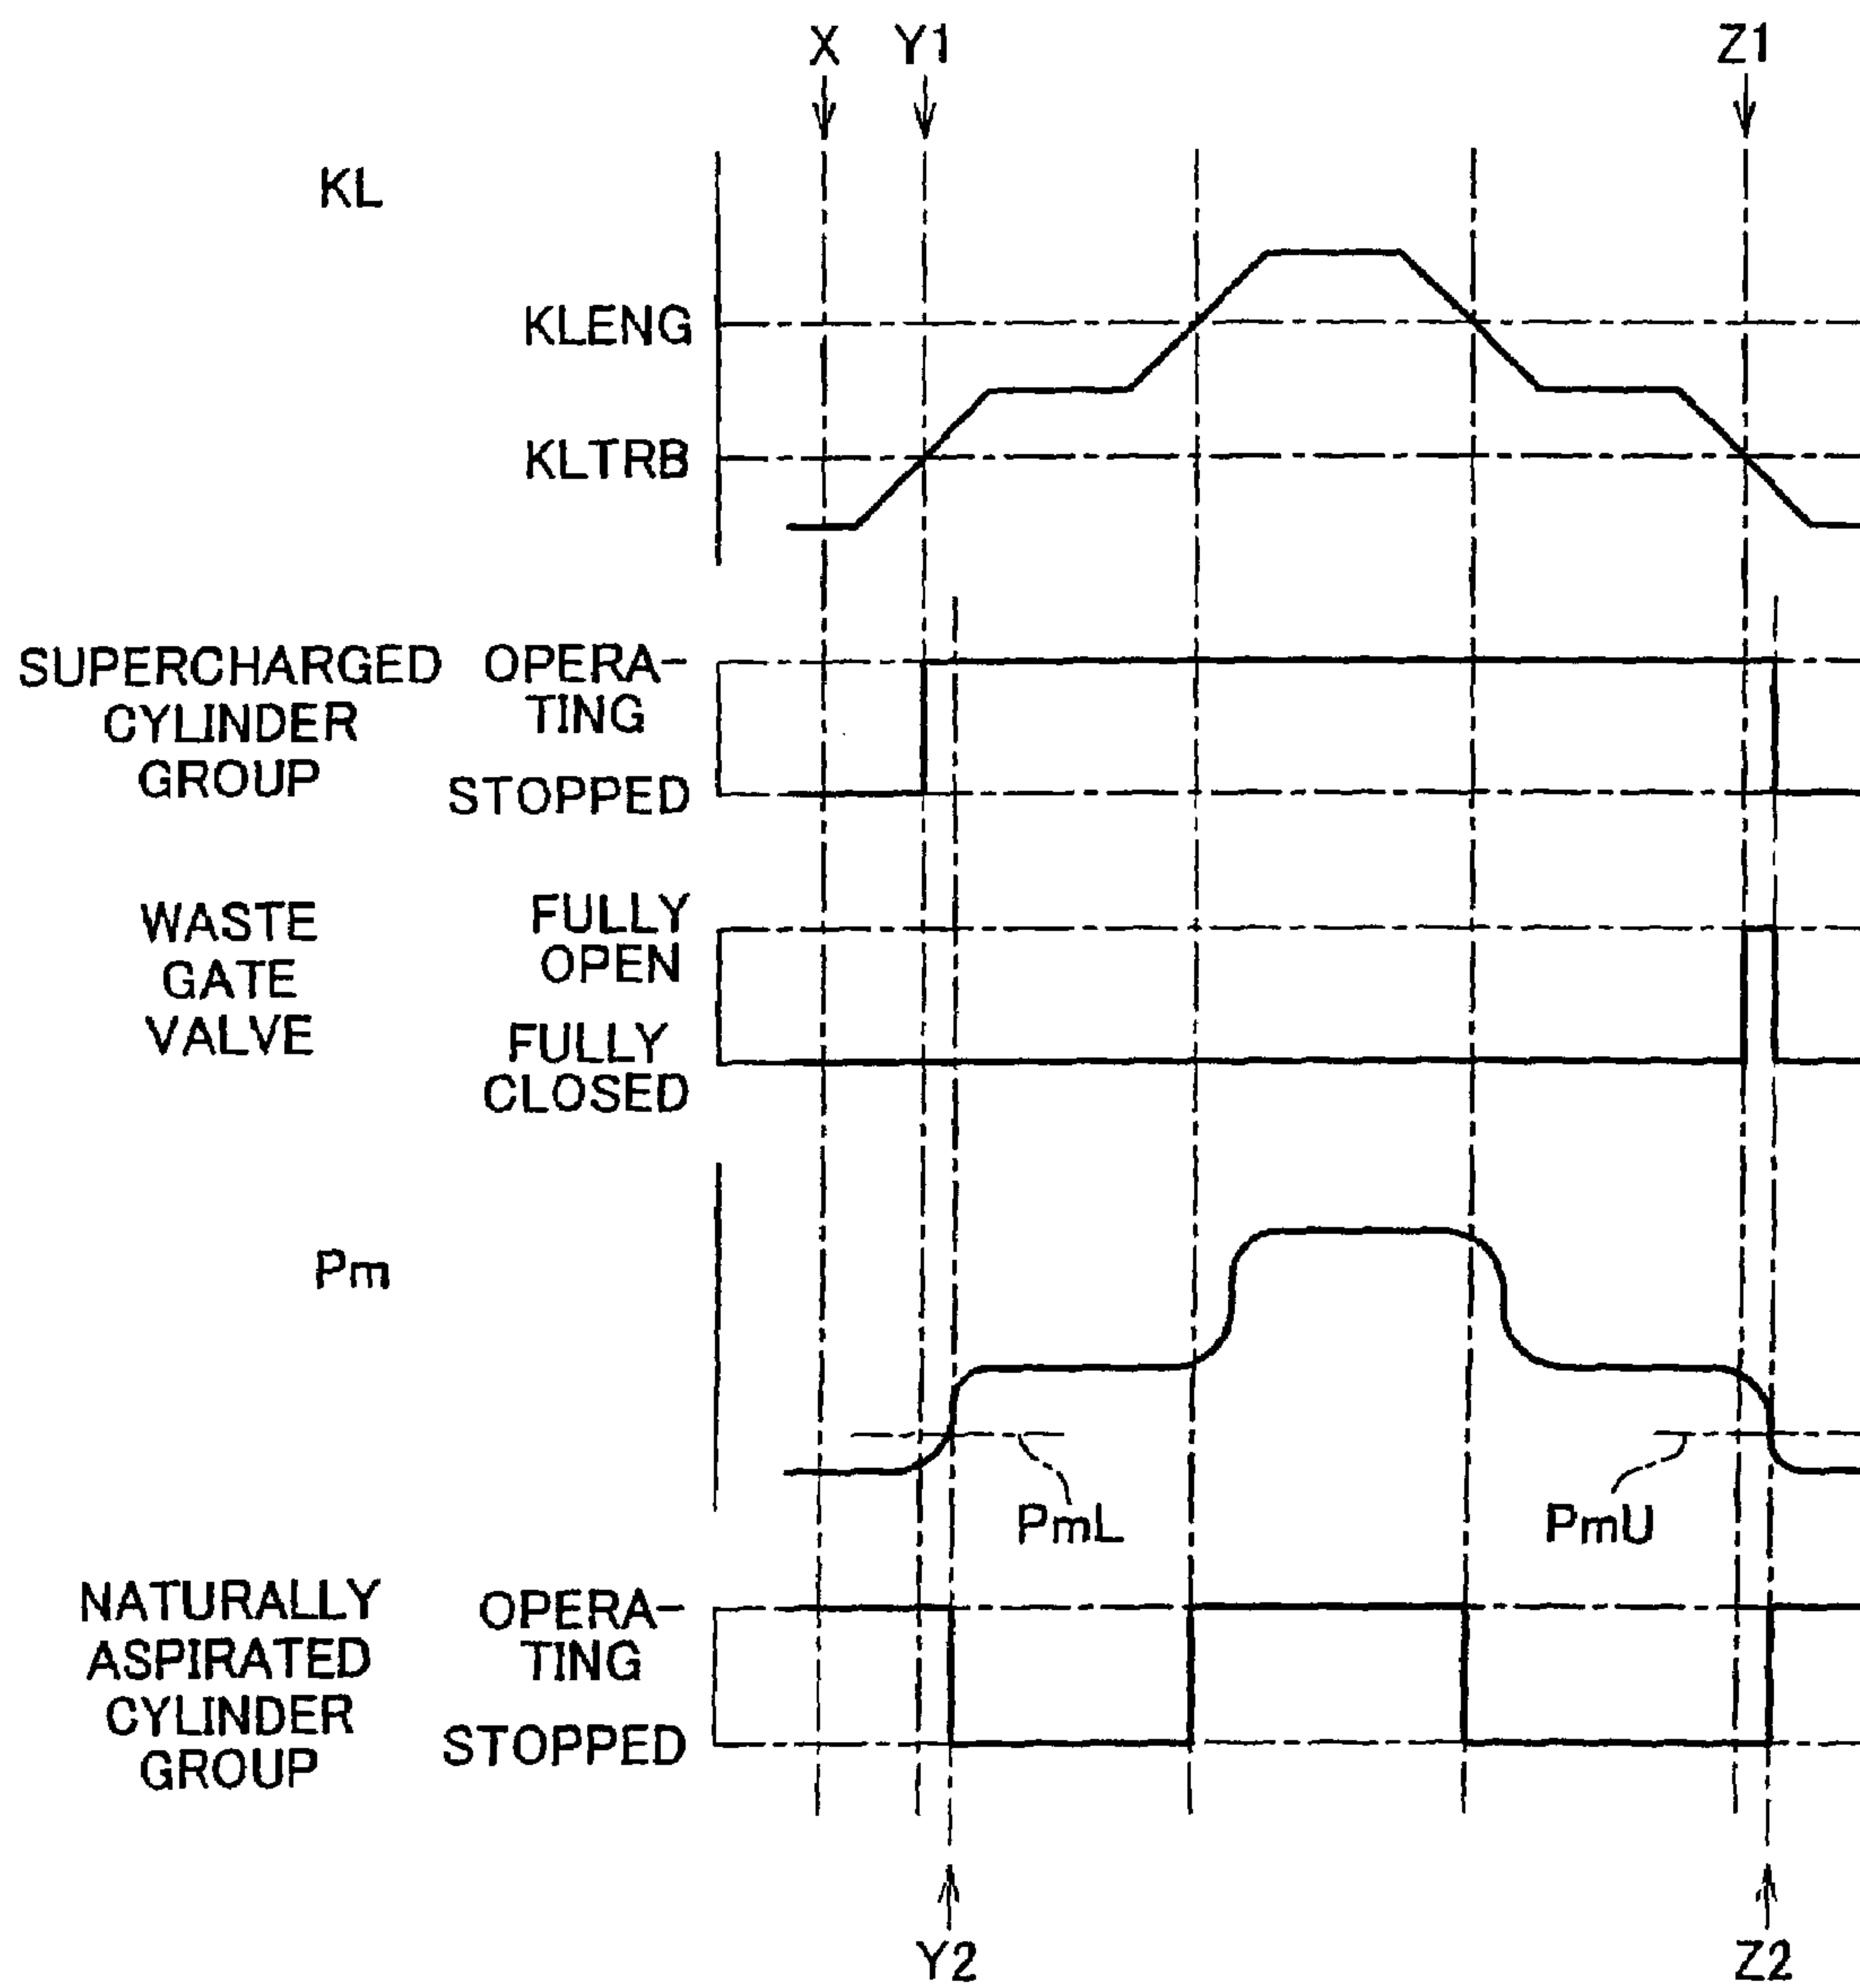 X
Y1
Z1
KL
KLENG
KLTRB
SUPERCHARGED
CYLINDER
GROUP
OPERA-
TING
STOPPED
WASTE
GATE
VALVE
FULLY
OPEN
FULLY
CLOSED
Pm
PmL
PmU
NATURALLY
ASPIRATED
CYLINDER
GROUP
OPERA-
TING
STOPPED
Y2
Z2